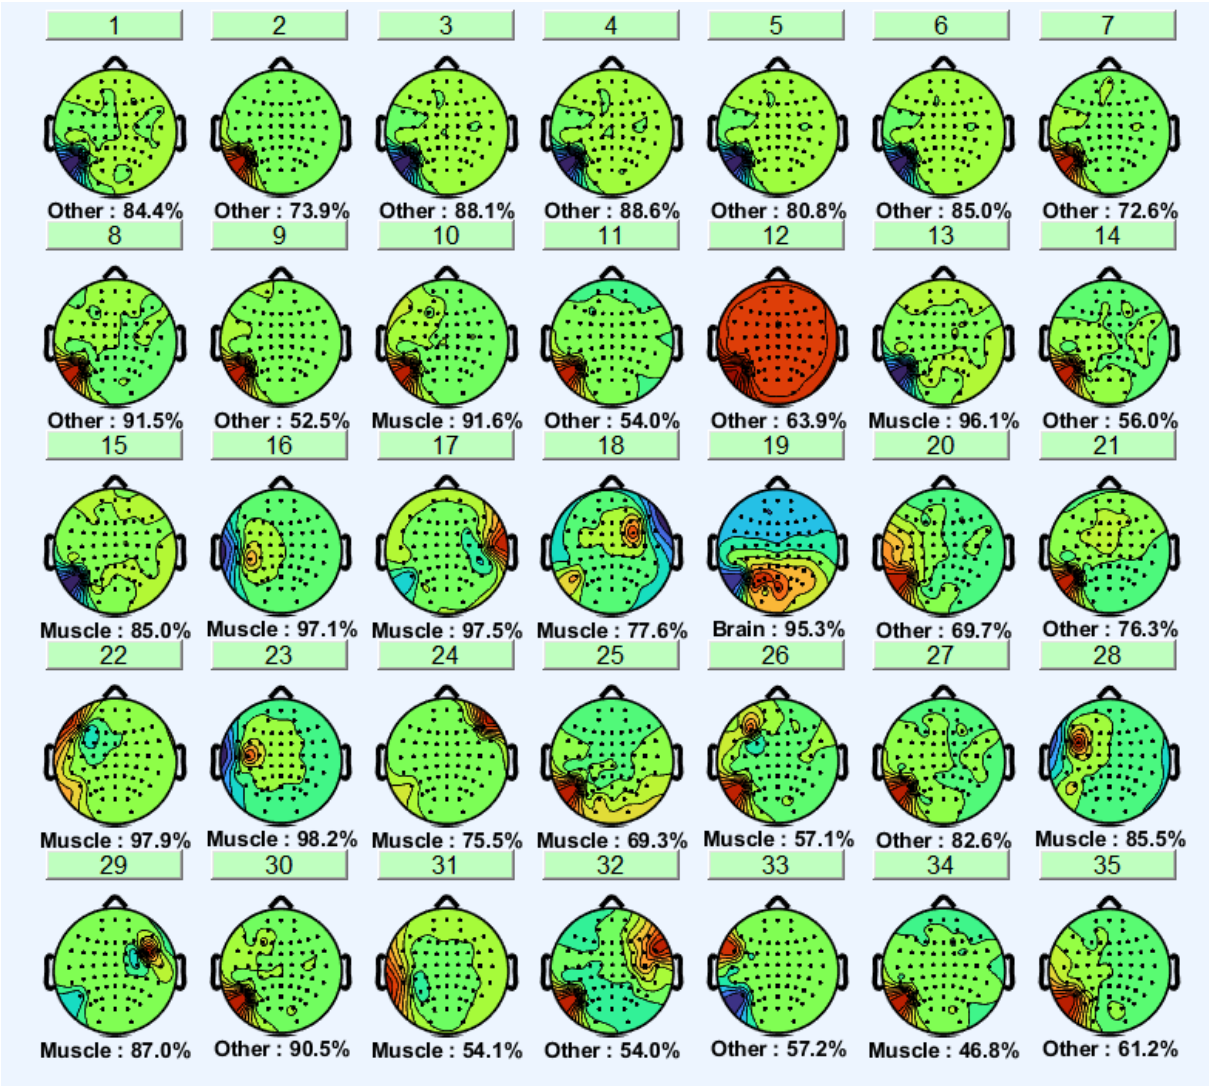 1 2 3 4 5 6 7
Other : 84.4% Other : 73.9% Other : 88.1% Other : 88.6% Other : 80.8% Other : 85.0% Other : 72.6%
8 9 10 11 12 13 14
Other : 91.5% Other : 52.5% Muscle : 91.6% Other : 54.0% Other : 63.9% Muscle : 96.1% Other : 56.0%
15 16 17 18 19 20 21
Muscle : 85.0% Muscle : 97.1% Muscle : 97.5% Muscle : 77.6% Brain : 95.3% Other : 69.7% Other : 76.3%
22 23 24 25 26 27 28
Muscle : 97.9% Muscle : 98.2% Muscle : 75.5% Muscle : 69.3% Muscle : 57.1% Other : 82.6% Muscle : 85.5%
29 30 31 32 33 34 35
Muscle : 87.0% Other : 90.5% Muscle : 54.1% Other : 54.0% Other : 57.2% Muscle : 46.8% Other : 61.2%